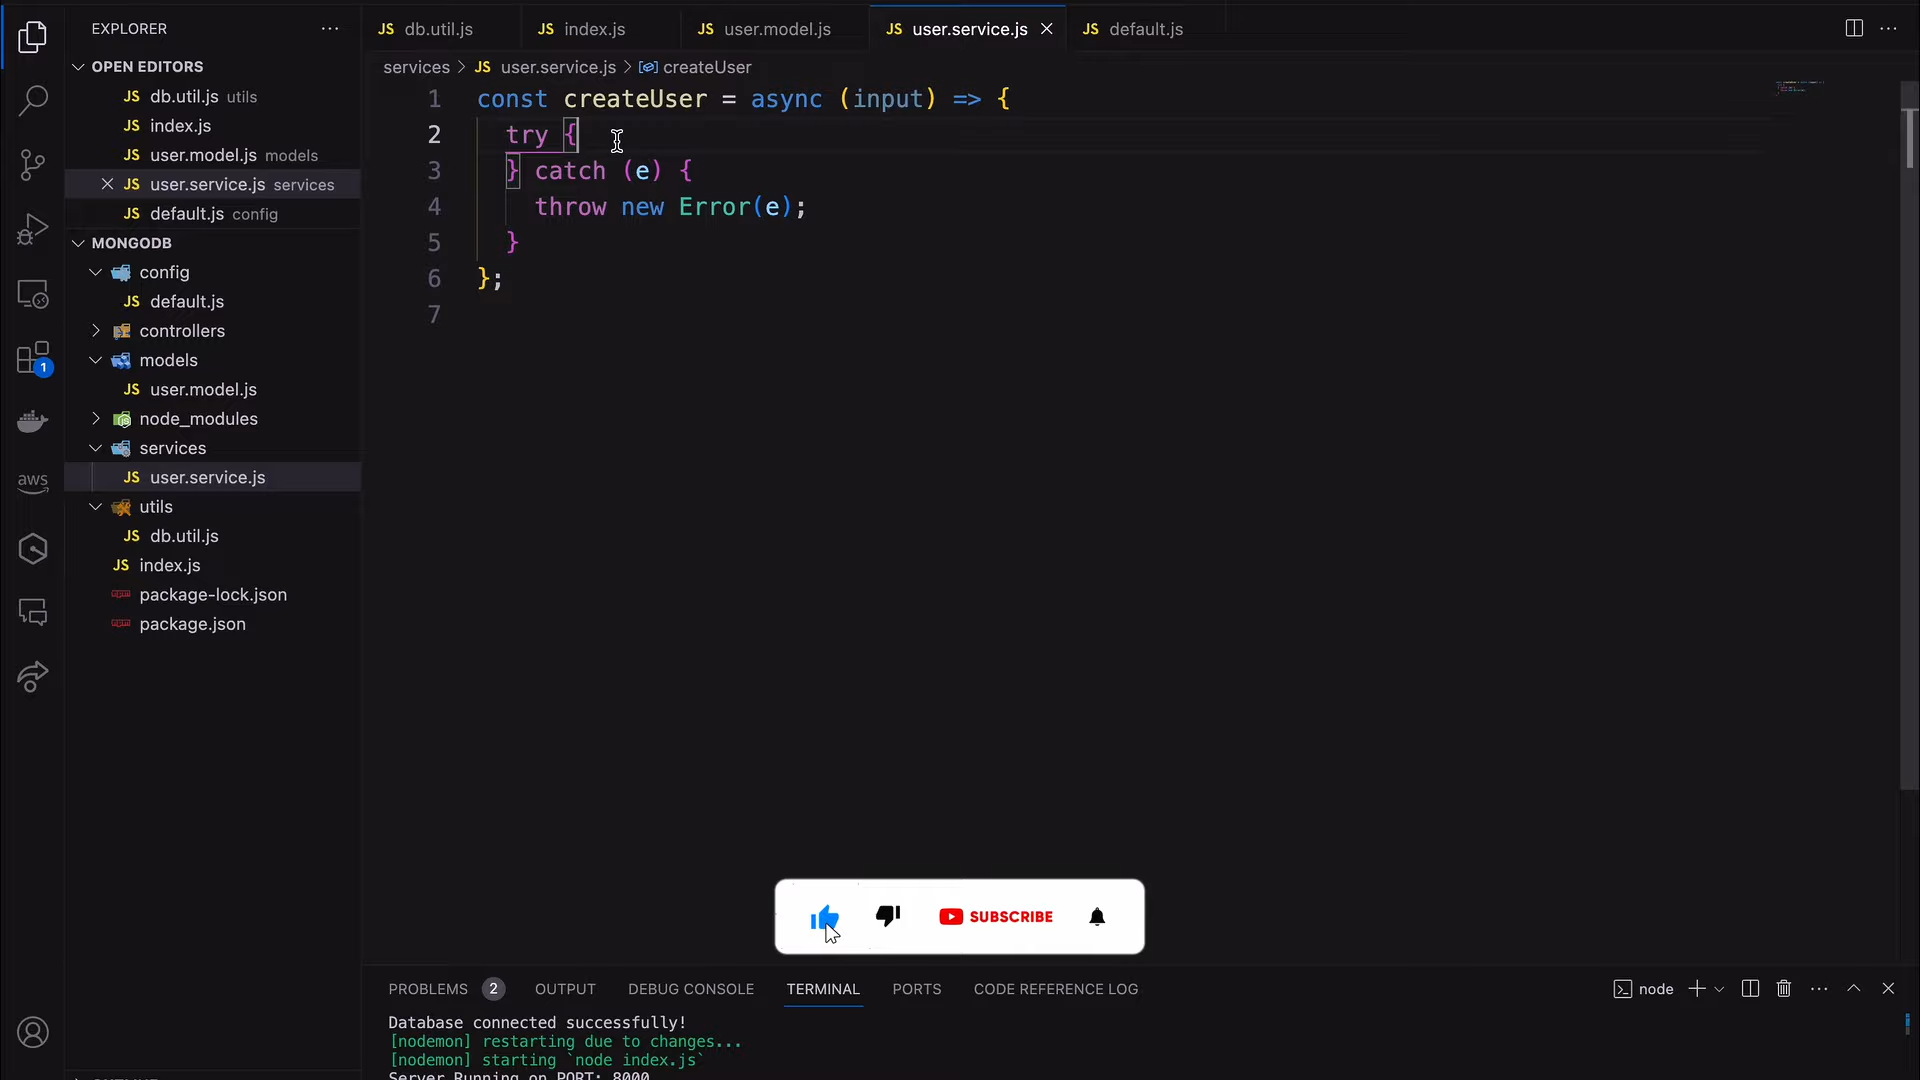 EXPLORER
OPEN EDITORS
JS db.util.js utils
JS index.js
JS user.model.js models
JS user.service.js services
JS default.js config
MONGODB
config
JS default.js
controllers
models
JS user.model.js
node_modules
services
JS user.service.js
utils
JS db.util.js
JS index.js
package-lock.json
package.json
aws
1
JS db.util.js JS index.js JS user.model.js JS user.service.js JS default.js
services > JS user.service.js > createUser
1 const createUser = async (input) => {
2 try {
3 } catch (e) {
4 throw new Error(e);
5 }
6 };
7
SUBSCRIBE
PROBLEMS 2 OUTPUT DEBUG CONSOLE TERMINAL PORTS CODE REFERENCE LOG
node
Database connected successfully!
[nodemon] restarting due to changes...
[nodemon] starting `node index.js`
Server Running on PORT: 8000